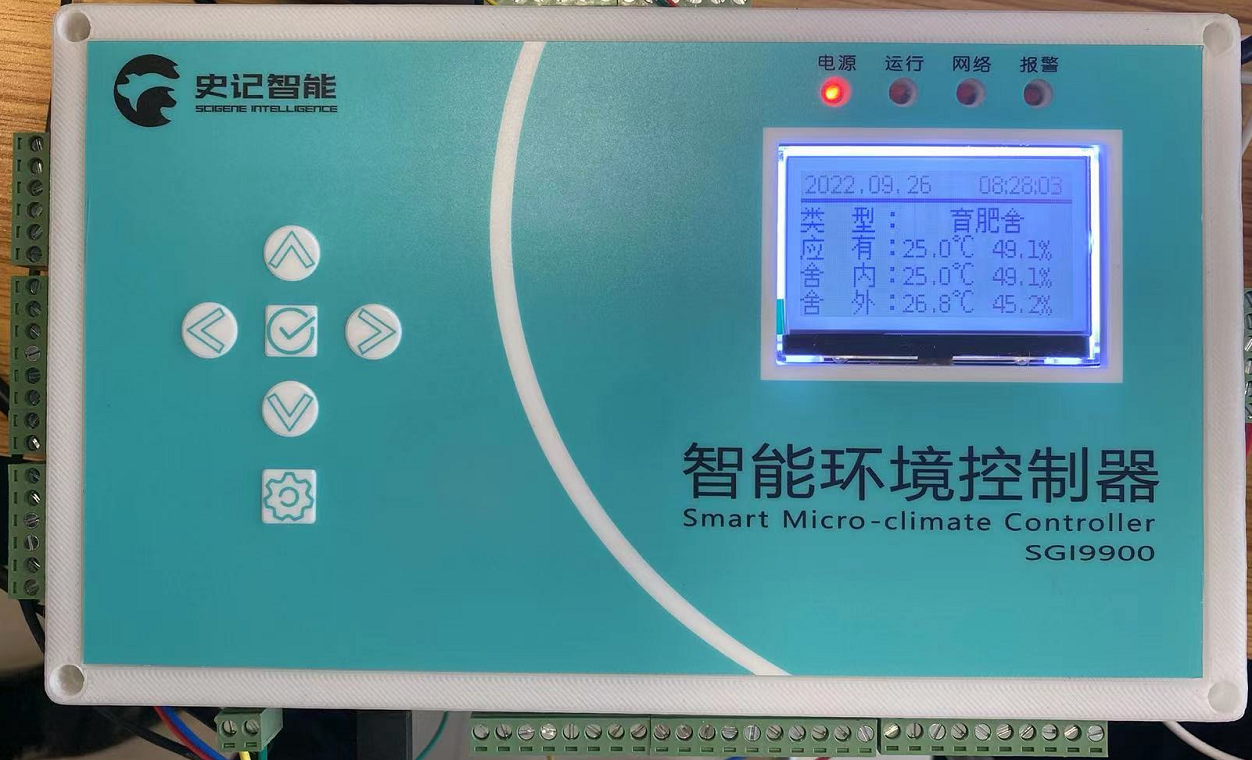 史记智能
SCIGENE INTELLIGENCE
电源 运行 网络 报警
2022.09.26 08:28:03
类 型：育肥舍
应 有：25.0℃ 49.1%
舍 内：25.0℃ 49.1%
舍 外：26.8℃ 45.2%
智能环境控制器
Smart Micro-climate Controller
SGI9900